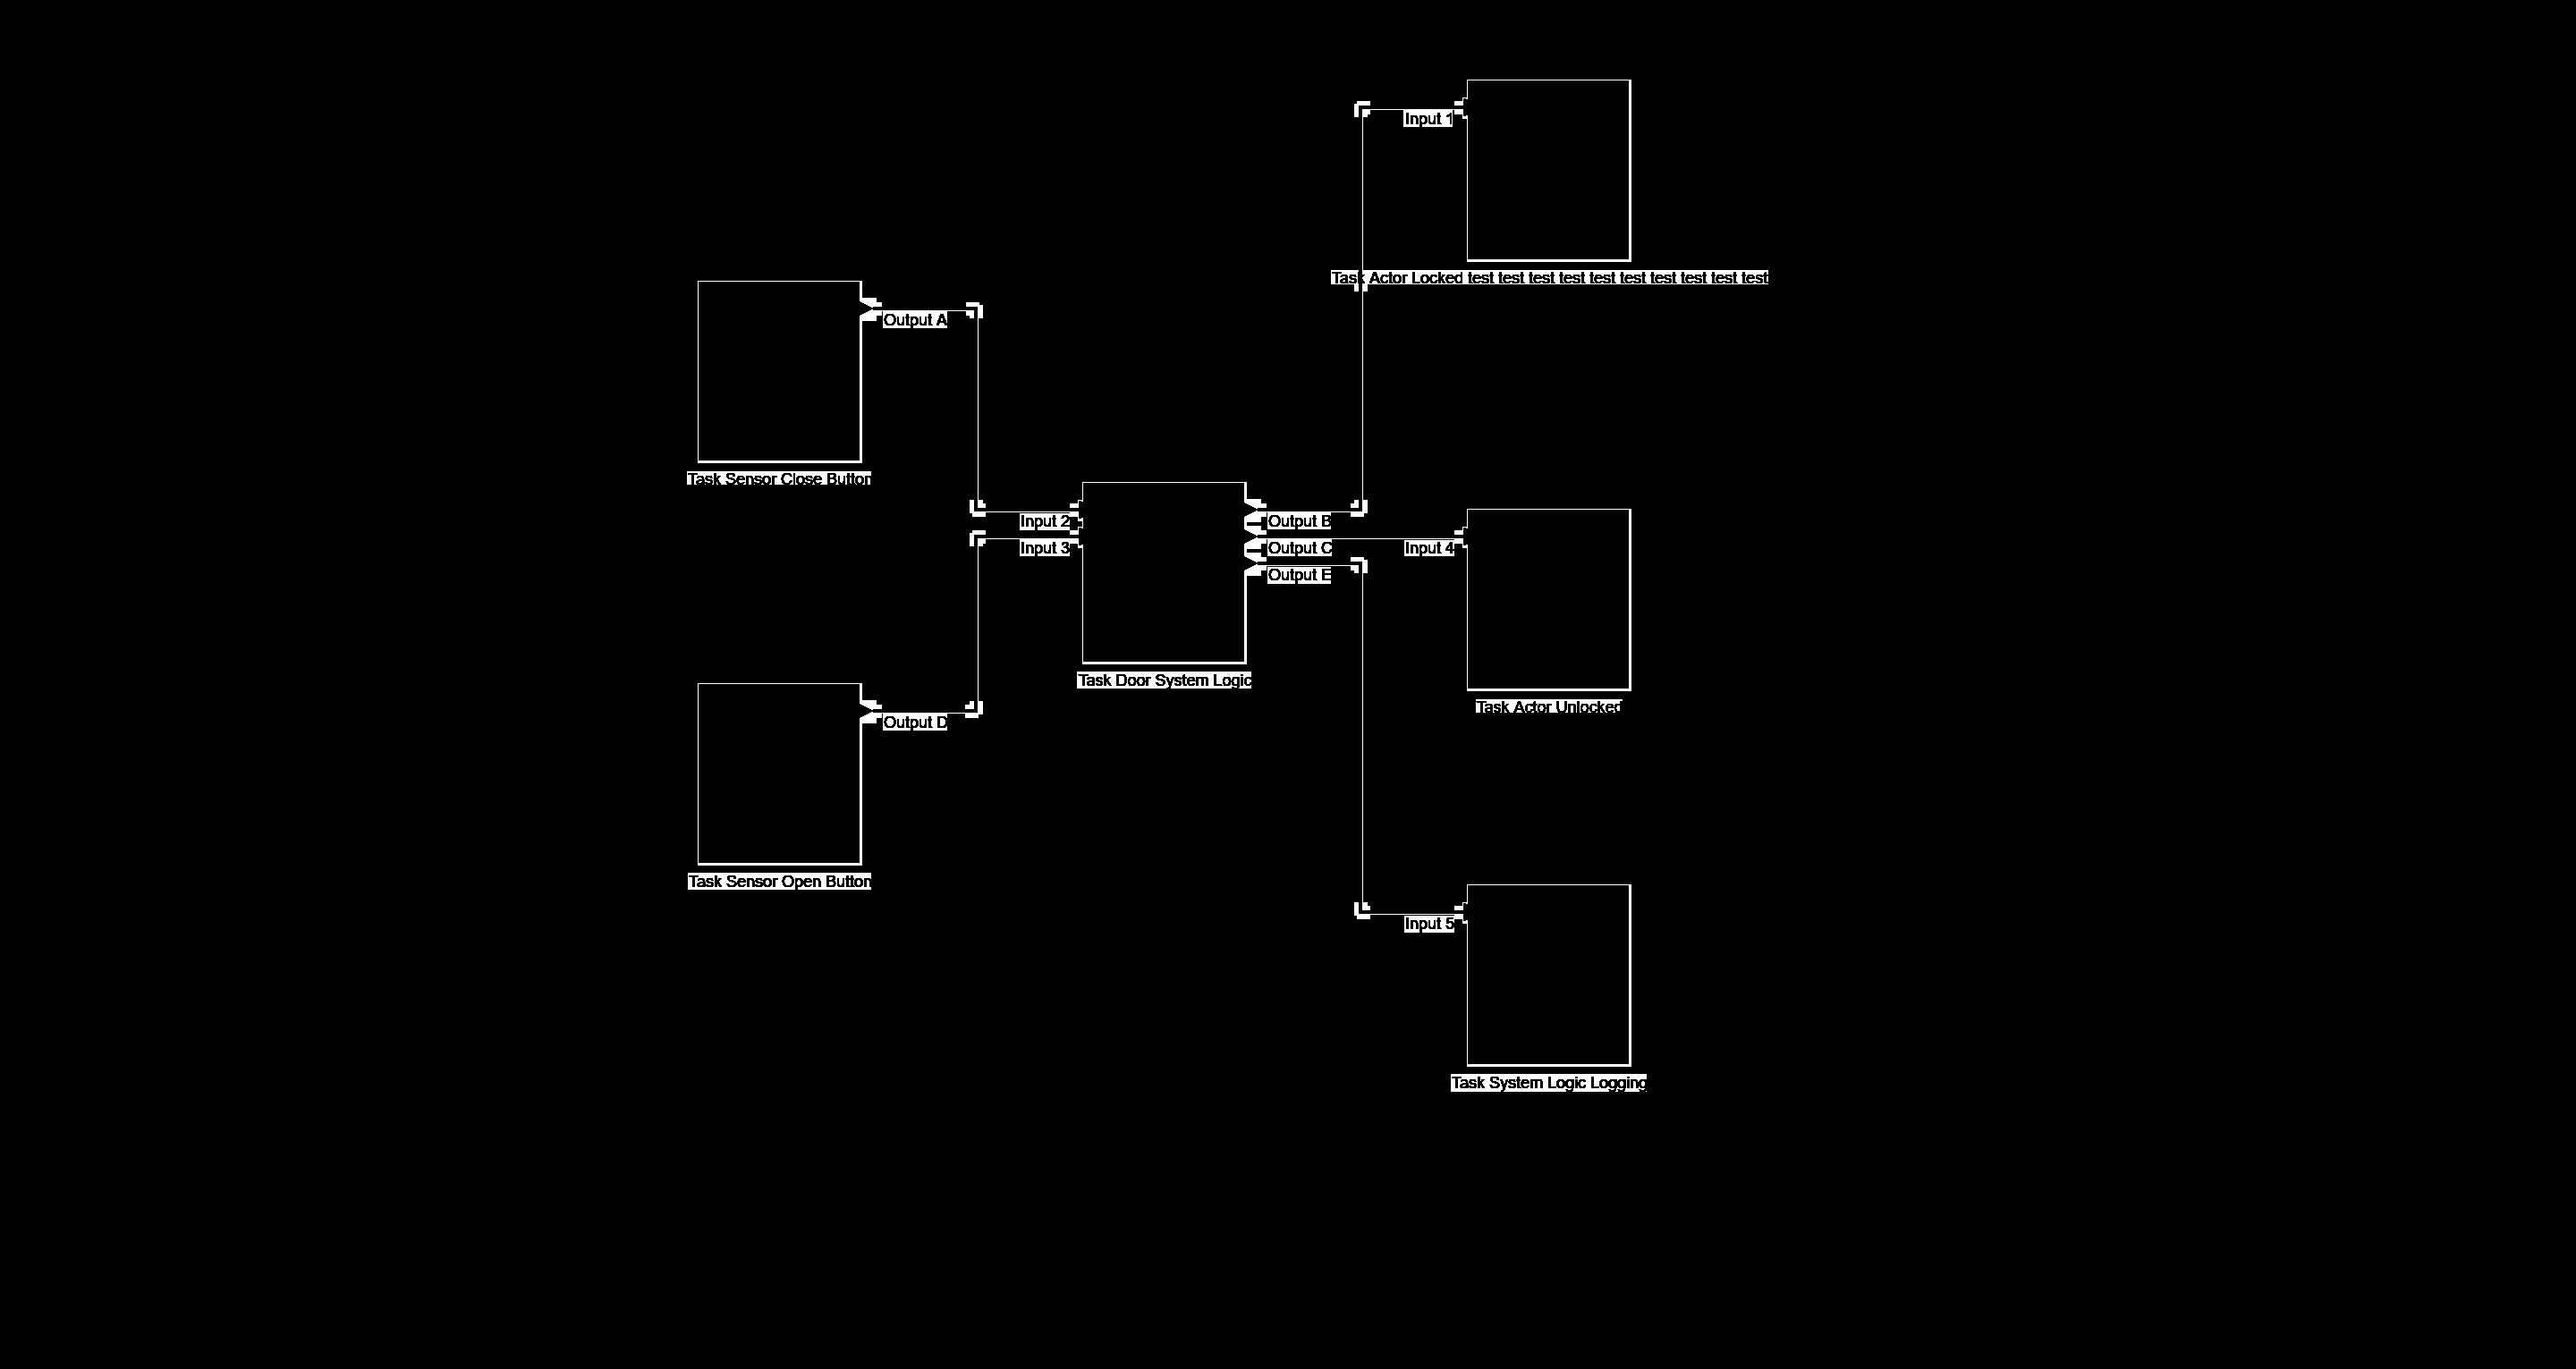 Input 1
Task Actor Locked test test test test test test test test test test
Output A
Task Sensor Close Button
Input 2
Output B
Input 3
Output C
Input 4
Output E
Task Door System Logic
Task Actor Unlocked
Output D
Task Sensor Open Button
Input 5
Task System Logic Logging